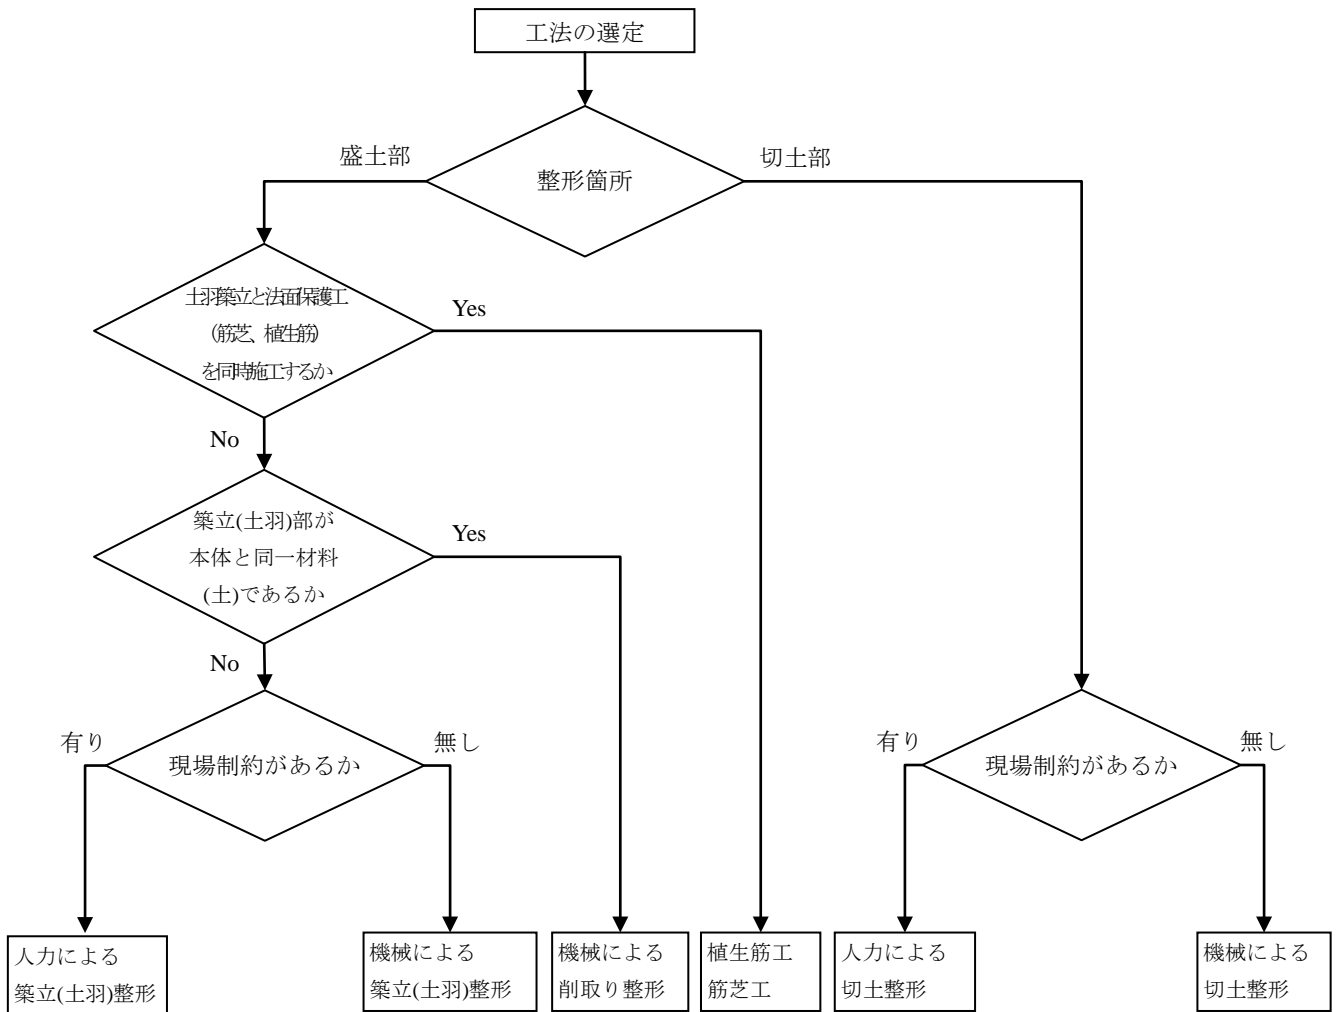 工法の選定
盛土部
整形箇所
切土部
土羽築立と法面保護工
(筋芝、植生筋)
を同時施工するか
Yes
No
築立(土羽)部が
本体と同一材料
(土)であるか
Yes
No
有り
現場制約があるか
無し
有り
現場制約があるか
無し
人力による
築立(土羽)整形
機械による
築立(土羽)整形
機械による
削取り整形
植生筋工
筋芝工
人力による
切土整形
機械による
切土整形